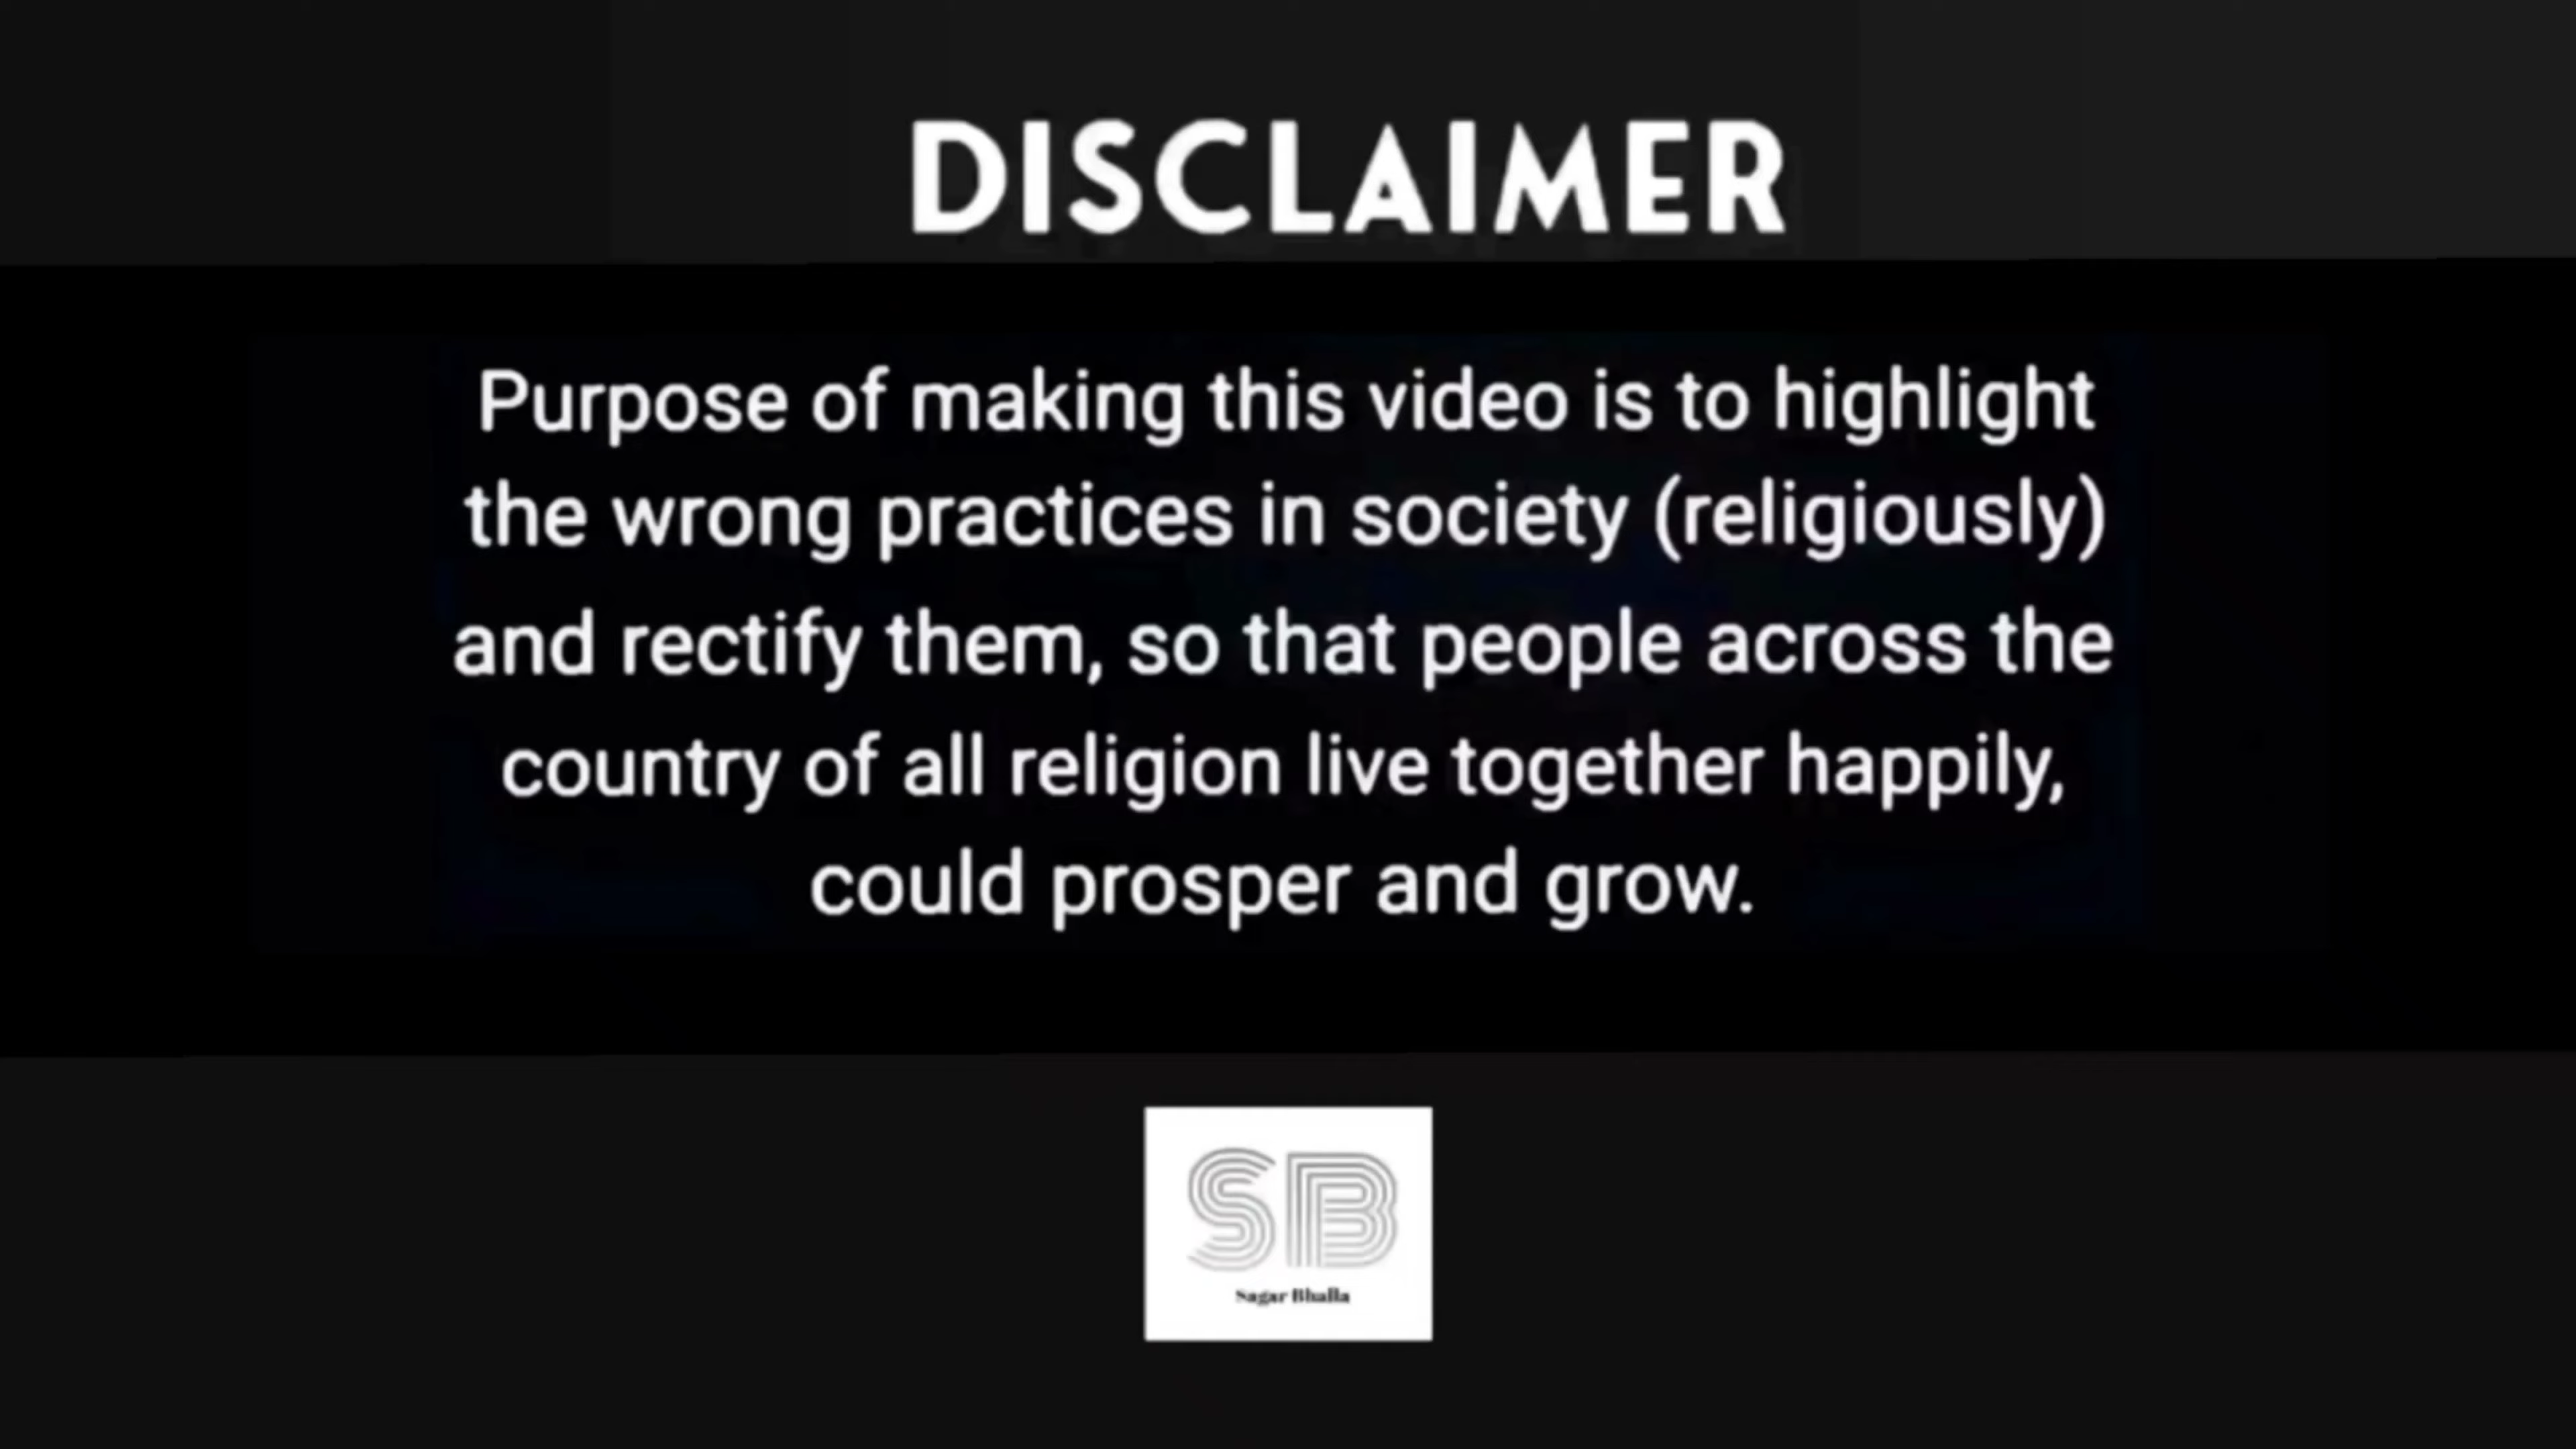 DISCLAIMER
Purpose of making this video is to highlight
the wrong practices in society (religiously)
and rectify them, so that people across the
country of all religion live together happily,
could prosper and grow.
SB
Sagar Bhalla